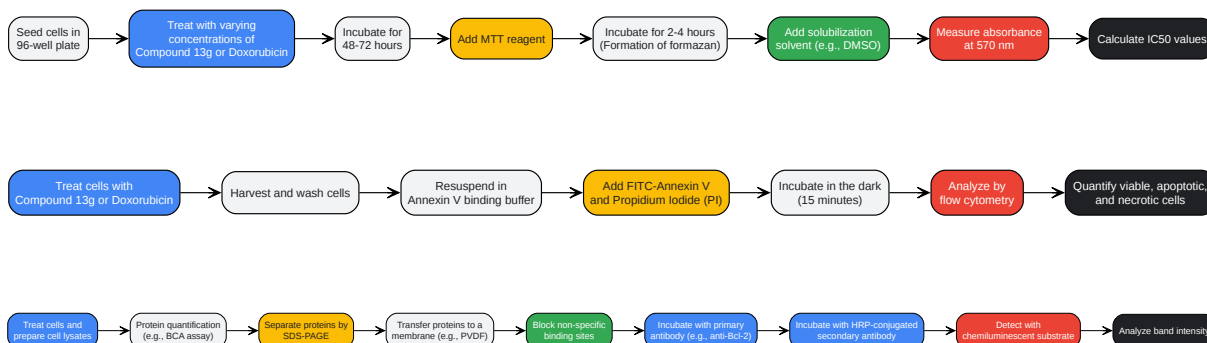 Seed cells in
96-well plate
Treat with varying
concentrations of
Compound 13g or Doxorubicin
Incubate for
48-72 hours
Add MTT reagent
Incubate for 2-4 hours
(Formation of formazan)
Add solubilization
solvent (e.g., DMSO)
Measure absorbance
at 570 nm
Calculate IC50 values
Treat cells with
Compound 13g or Doxorubicin
Harvest and wash cells
Resuspend in
Annexin V binding buffer
Add FITC-Annexin V
and Propidium Iodide (PI)
Incubate in the dark
(15 minutes)
Analyze by
flow cytometry
Quantify viable, apoptotic,
and necrotic cells
Treat cells and
prepare cell lysates
Protein quantification
(e.g., BCA assay)
Separate proteins by
SDS-PAGE
Transfer proteins to a
membrane (e.g., PVDF)
Block non-specific
binding sites
Incubate with primary
antibody (e.g., anti-Bcl-2)
Incubate with HRP-conjugated
secondary antibody
Detect with
chemiluminescent substrate
Analyze band intensity